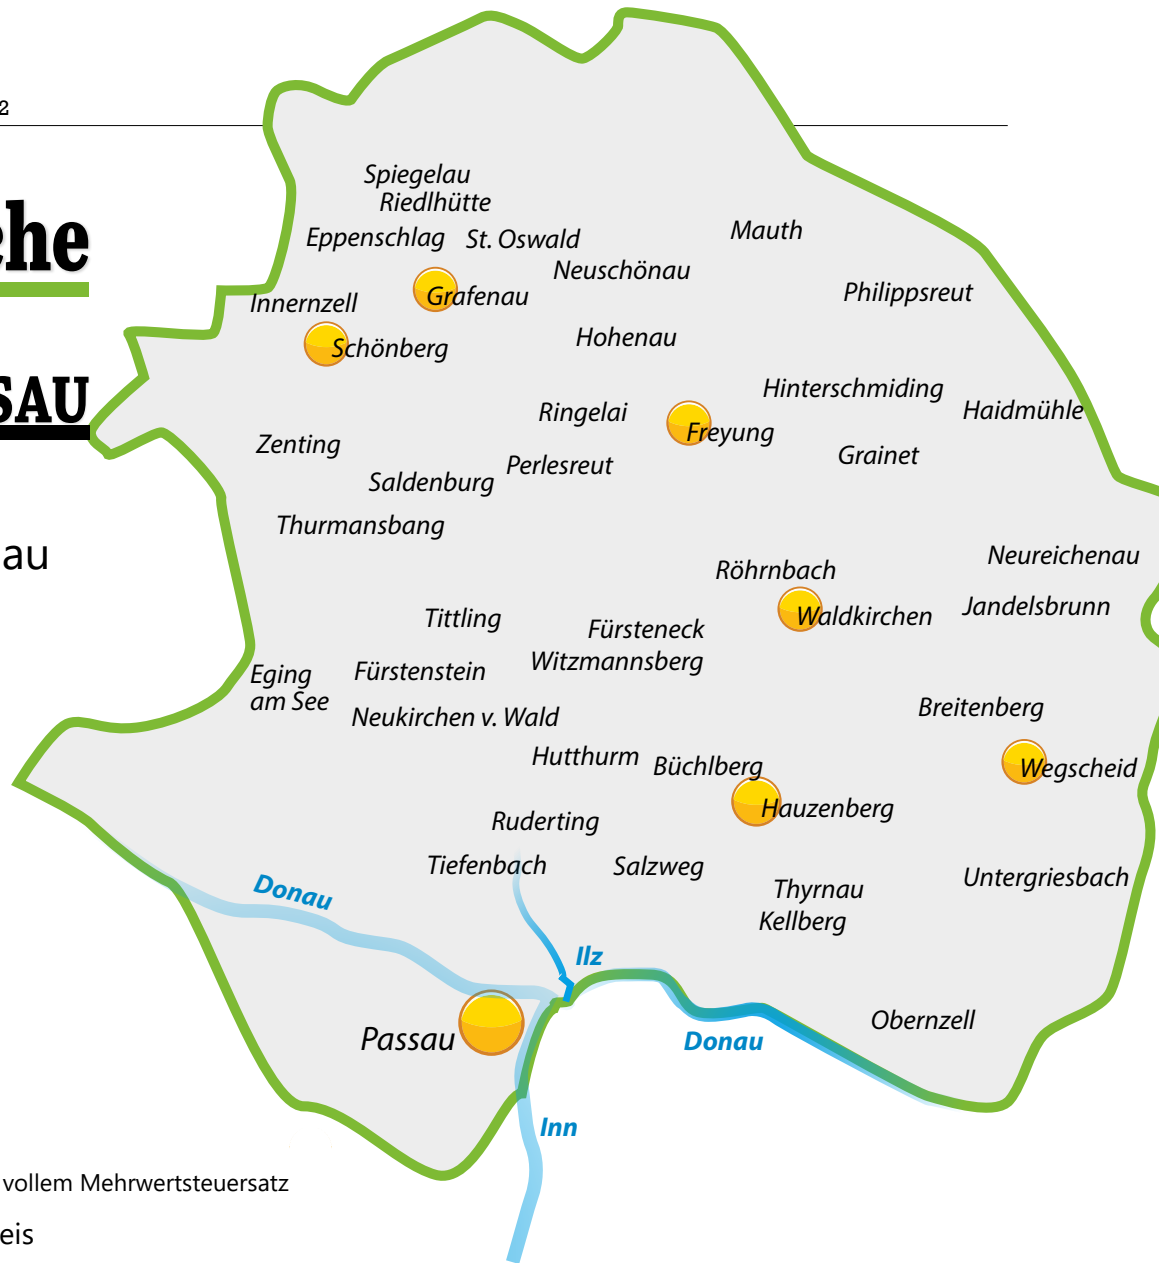 2
che
SAU
au
Spiegelau
Riedlhütte
Eppenschlag
St. Oswald
Mauth
Neuschönau
Grafenau
Innernzell
Philippsreut
Hohenau
Schönberg
Hinterschmiding
Haidmühle
Ringelai
Freyung
Zenting
Grainet
Perlesreut
Saldenburg
Thurmansbang
Neureichenau
Röhrnbach
Jandelsbrunn
Waldkirchen
Tittling
Fürsteneck
Witzmannsberg
Eging
am See
Fürstenstein
Neukirchen v. Wald
Breitenberg
Hutthurm
Büchlberg
Wegscheid
Hauzenberg
Ruderting
Tiefenbach
Salzweg
Untergriesbach
Thyrnau
Kellberg
Donau
Ilz
Obernzell
Passau
Donau
Inn
vollem Mehrwertsteuersatz
eis